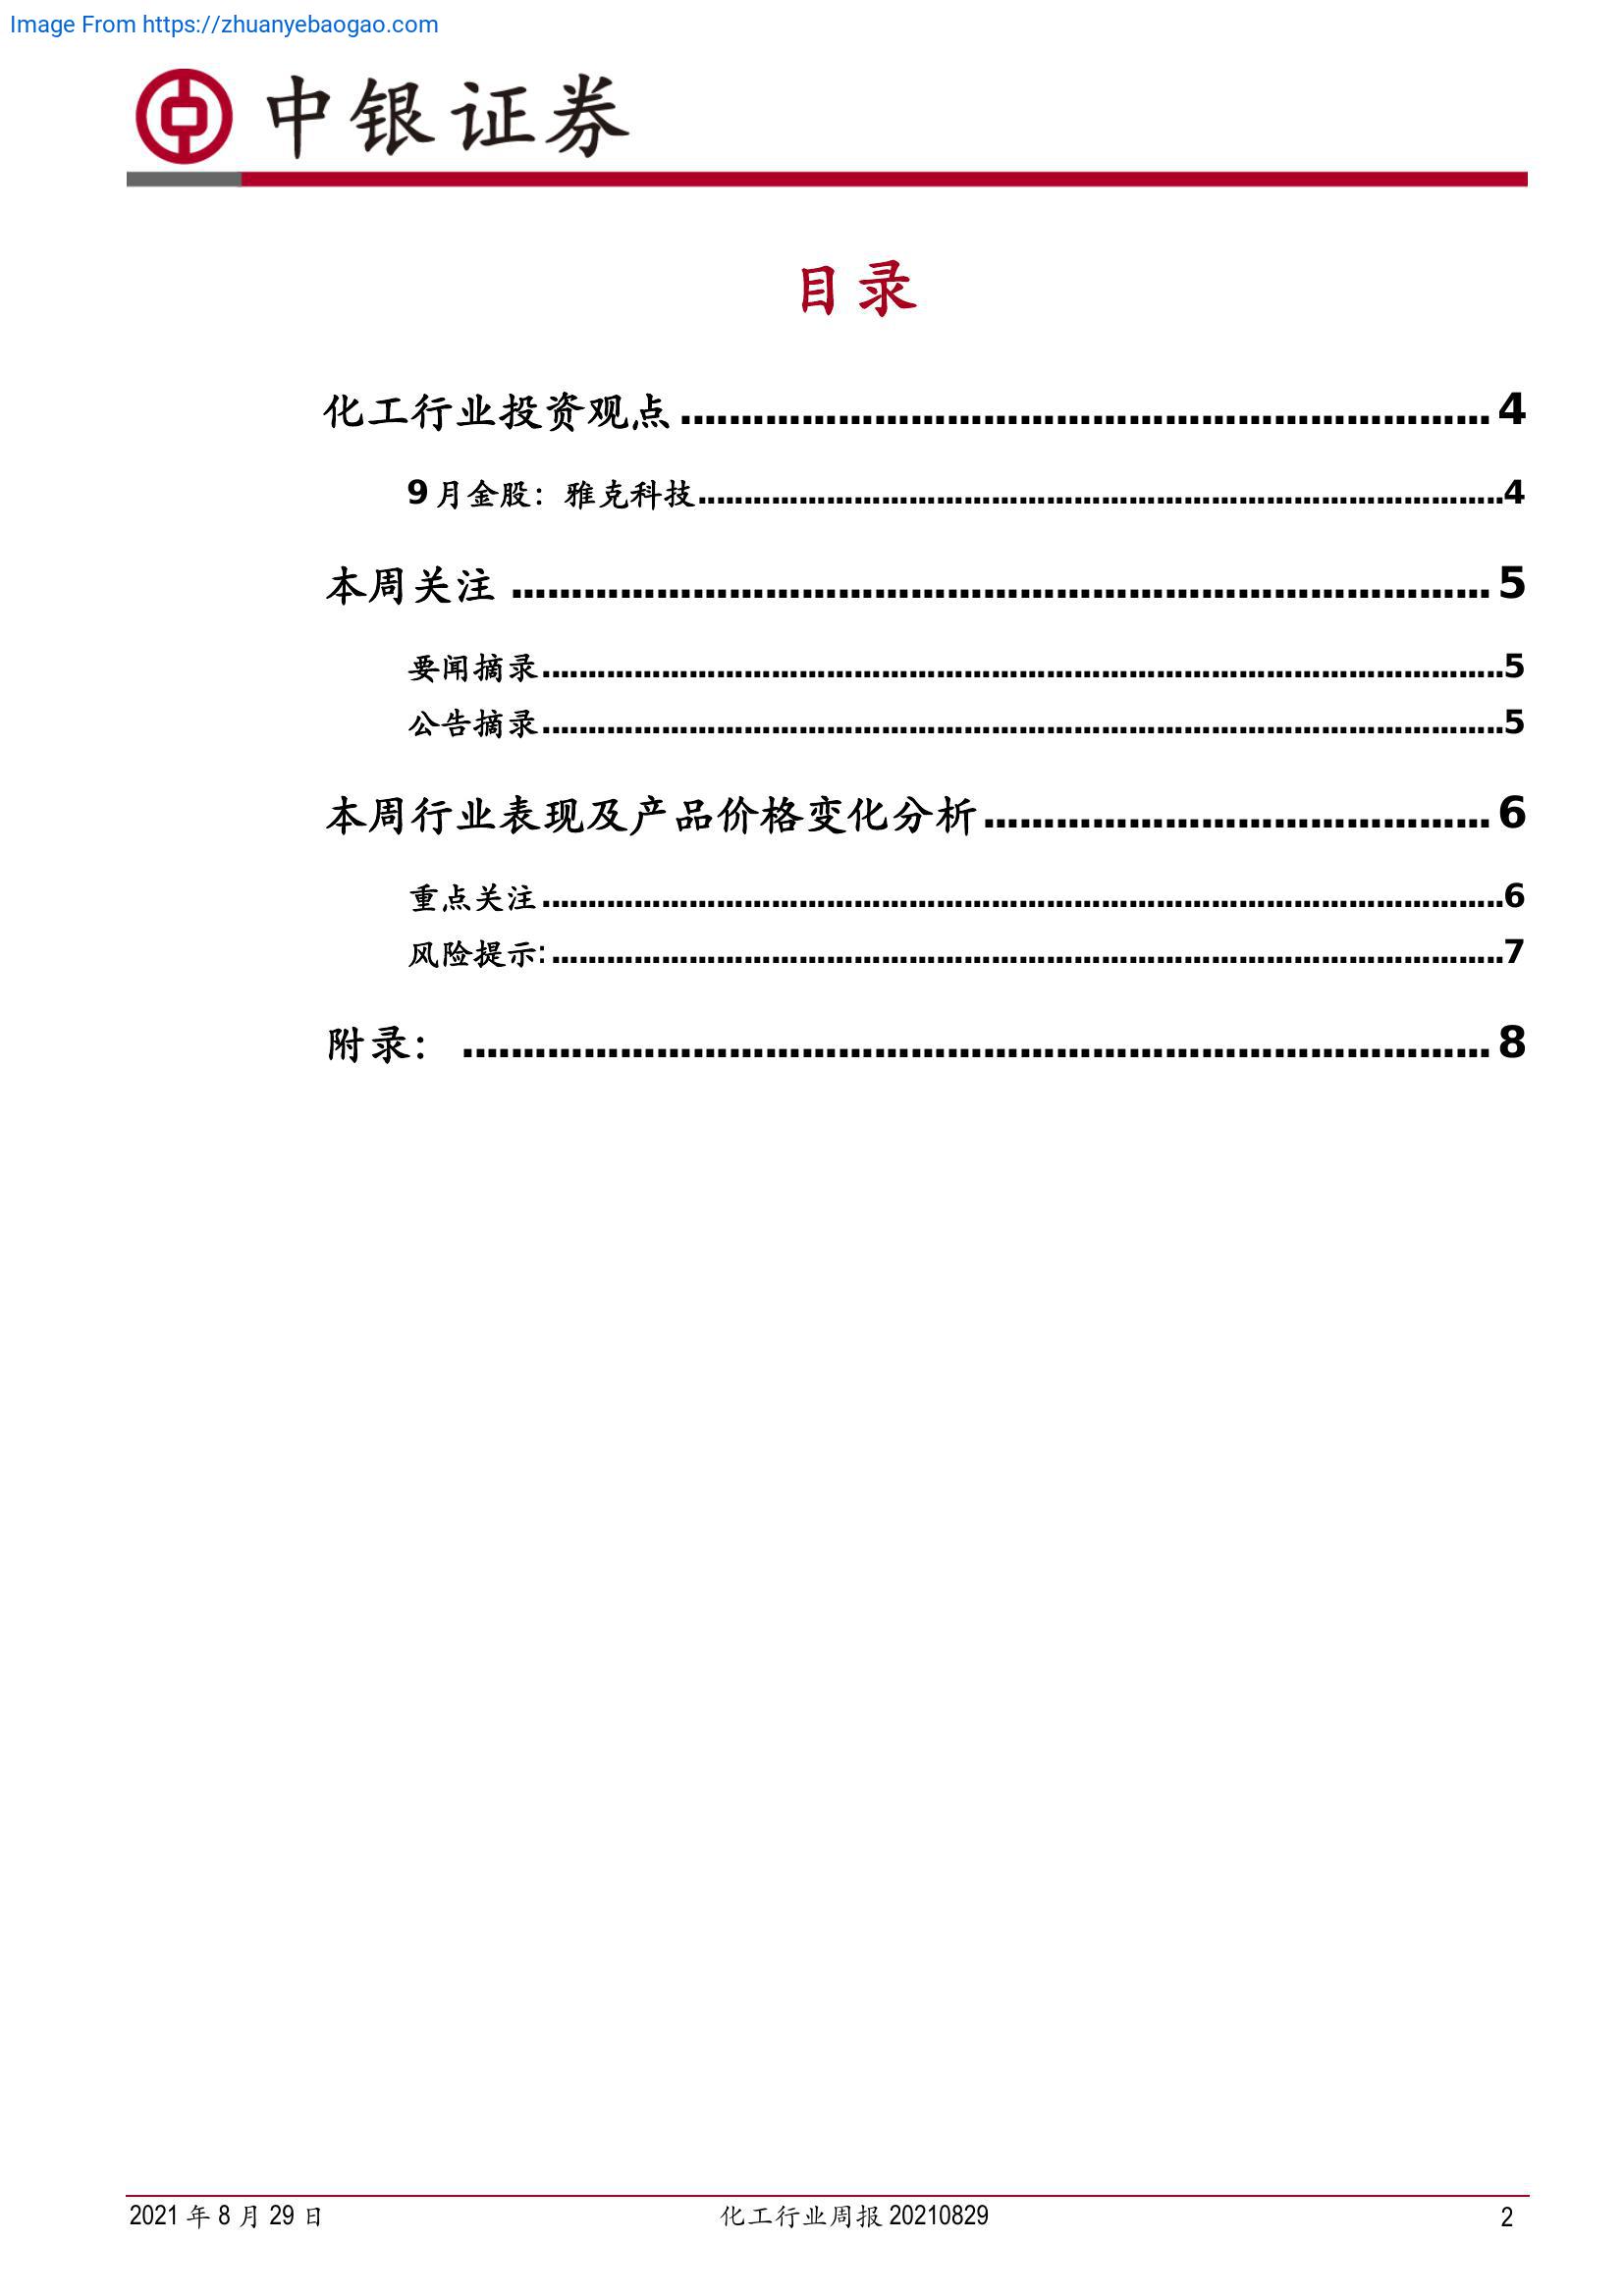 Image From https://zhuanyebaogao.com
中银证券
目录
化工行业投资观点 ........................................................... 4
9 月金股：雅克科技 ........................................................... 4
本周关注 ........................................................... 5
要闻摘录 ........................................................... 5
公告摘录 ........................................................... 5
本周行业表现及产品价格变化分析 ........................................................... 6
重点关注 ........................................................... 6
风险提示: ........................................................... 7
附录： ........................................................... 8
2021 年 8 月 29 日 化工行业周报 20210829 2